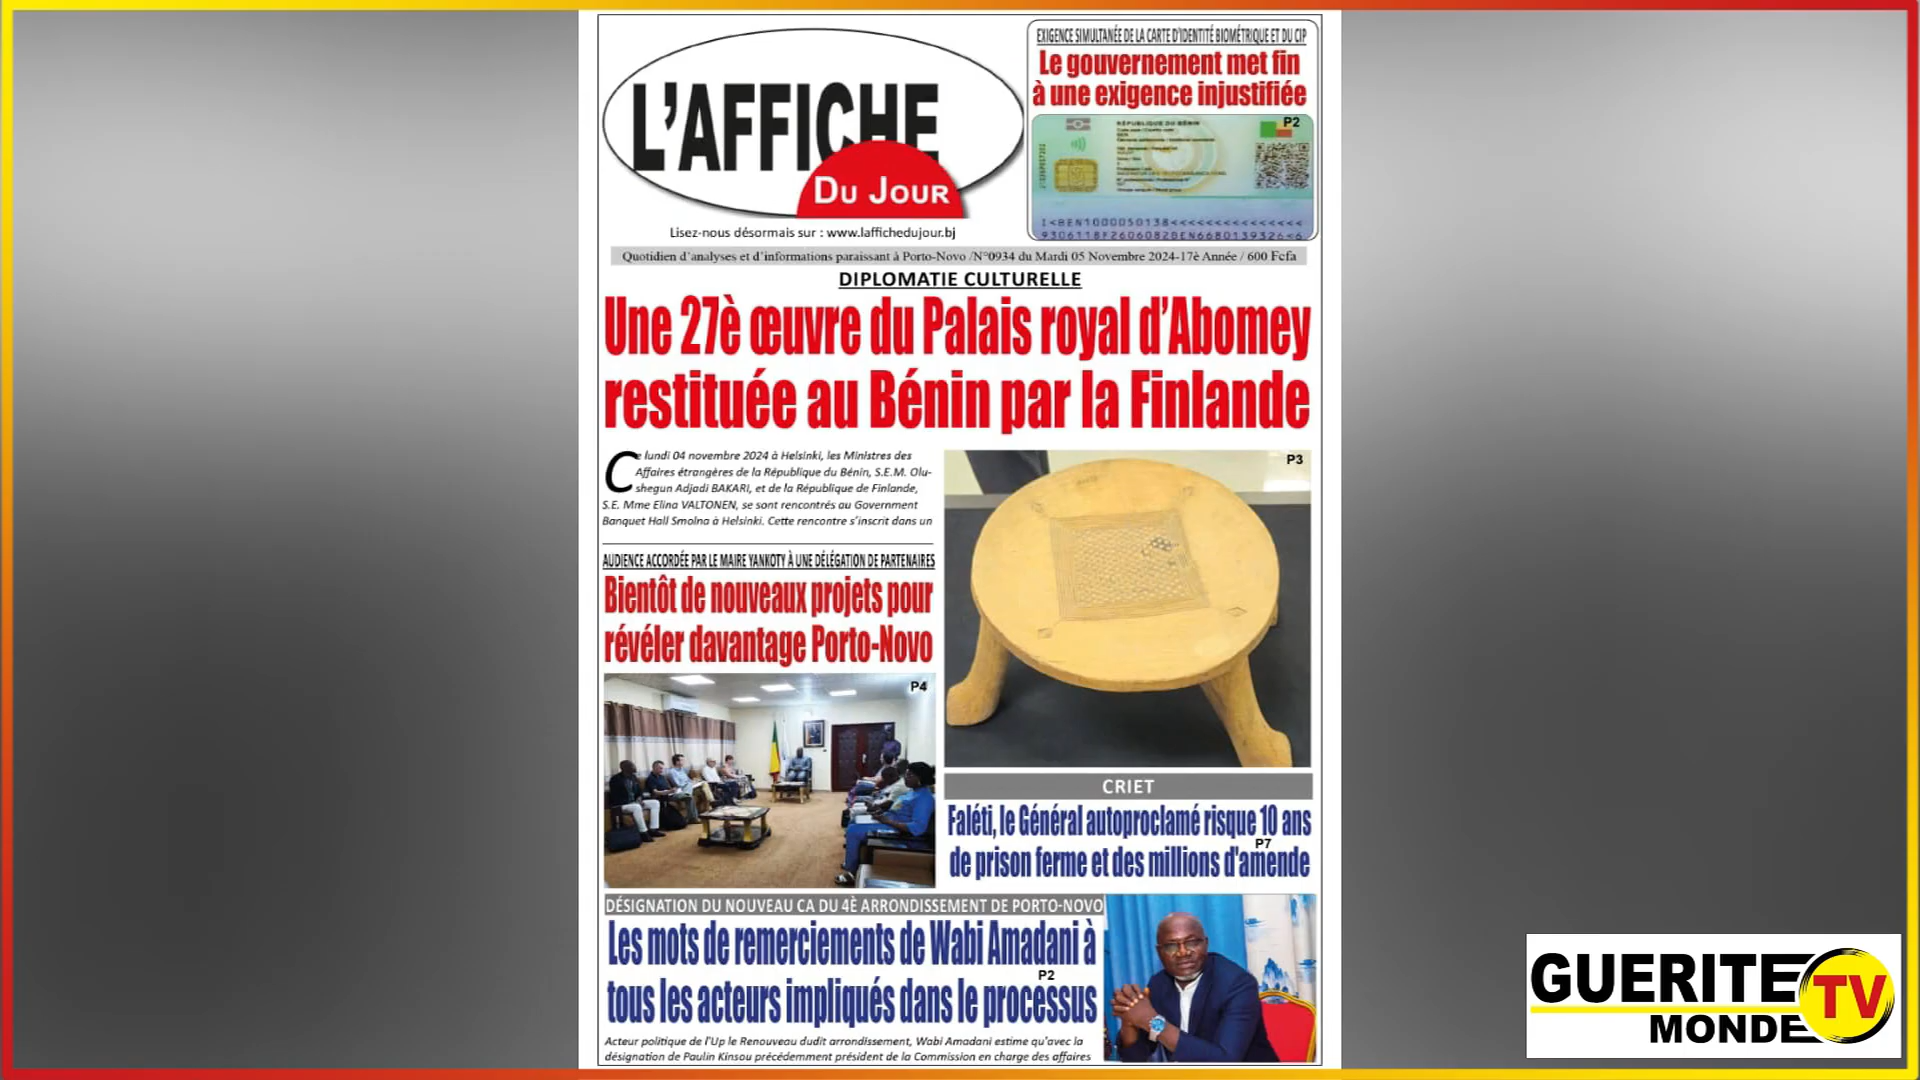 L'AFFICHE
DU JOUR
Lisez-nous désormais sur : www.laffichedujour.bj
EXIGENCE SIMULTANÉE DE LA CARTE D'IDENTITÉ BIOMÉTRIQUE ET DU CIP
Le gouvernement met fin
à une exigence injustifiée
P2
RÉPUBLIQUE DU BÉNIN
Quotidien d'analyses et d'informations paraissant à Porto-Novo /N°0934 du Mardi 05 Novembre 2024-17è Année / 600 Fcfa
DIPLOMATIE CULTURELLE
Une 27è œuvre du Palais royal d'Abomey
restituée au Bénin par la Finlande
Ce lundi 04 novembre 2024 à Helsinki, les Ministres des
Affaires étrangères de la République du Bénin, S.E.M. Olu-
shegun Adjadi BAKARI, et de la République de Finlande,
S.E. Mme Elina VALTONEN, se sont rencontrés au Government
Banquet Hall Smolna à Helsinki. Cette rencontre s'inscrit dans un
P3
AUDIENCE ACCORDÉE PAR LE MAIRE YANKOTY À UNE DÉLÉGATION DE PARTENAIRES
Bientôt de nouveaux projets pour
révéler davantage Porto-Novo
P4
CRIET
Faléti, le Général autoproclamé risque 10 ans
P7
de prison ferme et des millions d'amende
DÉSIGNATION DU NOUVEAU CA DU 4È ARRONDISSEMENT DE PORTO-NOVO
Les mots de remerciements de Wabi Amadani à
P2
tous les acteurs impliqués dans le processus
Acteur politique de l'Up le Renouveau dudit arrondissement, Wabi Amadani estime qu'avec la
désignation de Paulin Kinsou précédemment président de la Commission en charge des affaires
GUERITE
TV
MONDE